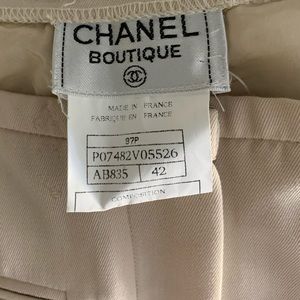 CHANEL
BOUTIQUE
MADE IN FRANCE
FABRIQUE EN FRANCE
97P
P07482V05526
AB835 42
COMPOSITION